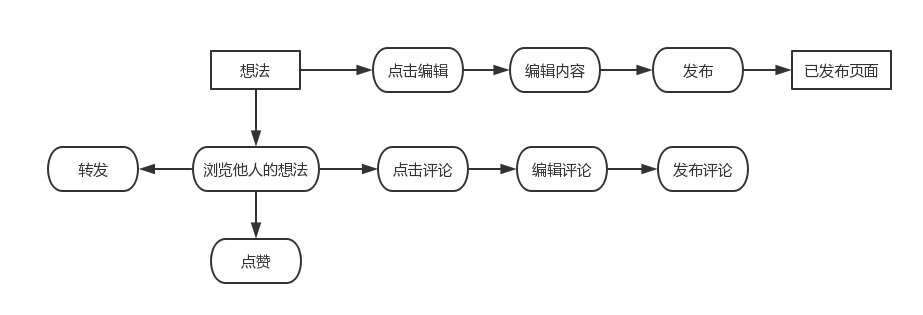 想法
点击编辑
编辑内容
发布
已发布页面
转发
浏览他人的想法
点击评论
编辑评论
发布评论
点赞